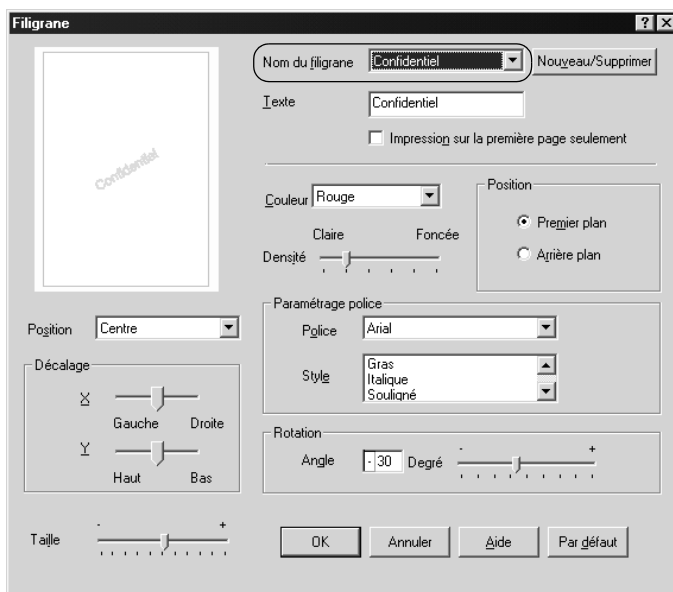 Filigrane
Nom du filigrane Confidentiel Nouveau/Supprimer
Texte Confidentiel
Impression sur la première page seulement
Confidentiel
Couleur Rouge
Claire Foncée
Densité
Position
Premier plan
Arrière plan
Position Centre
Décalage
X
Gauche Droite
Y
Haut Bas
Paramétrage police
Police Arial
Style Gras
Italique
Souligné
Rotation
- +
Angle - 30 Degré
- +
Taille
OK Annuler Aide Par défaut